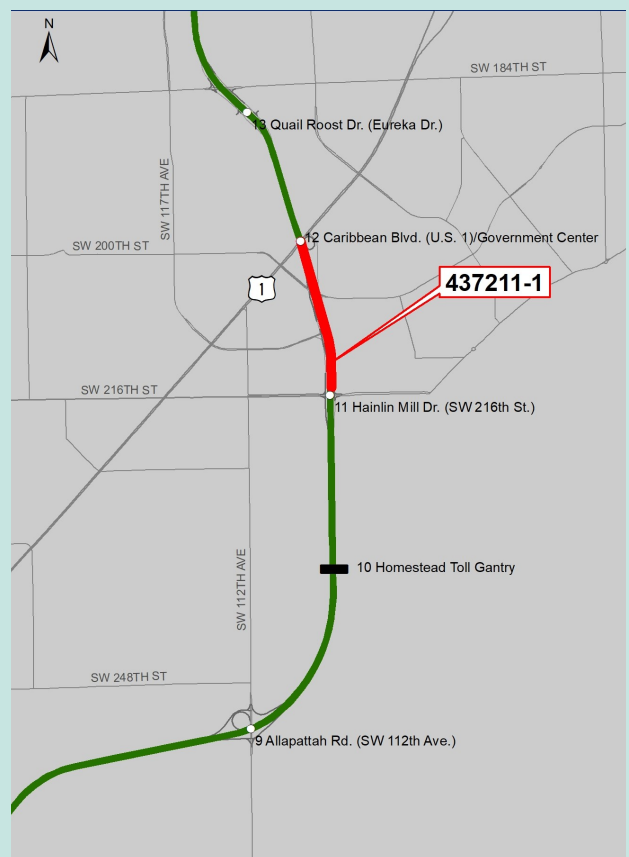 N
SW 184TH ST
13 Quail Roost Dr. (Eureka Dr.)
SW 117TH AVE
12 Caribbean Blvd. (U.S. 1)/Government Center
SW 200TH ST
437211-1
1
SW 216TH ST
11 Hainlin Mill Dr. (SW 216th St.)
10 Homestead Toll Gantry
SW 112TH AVE
SW 248TH ST
9 Allapattah Rd. (SW 112th Ave.)